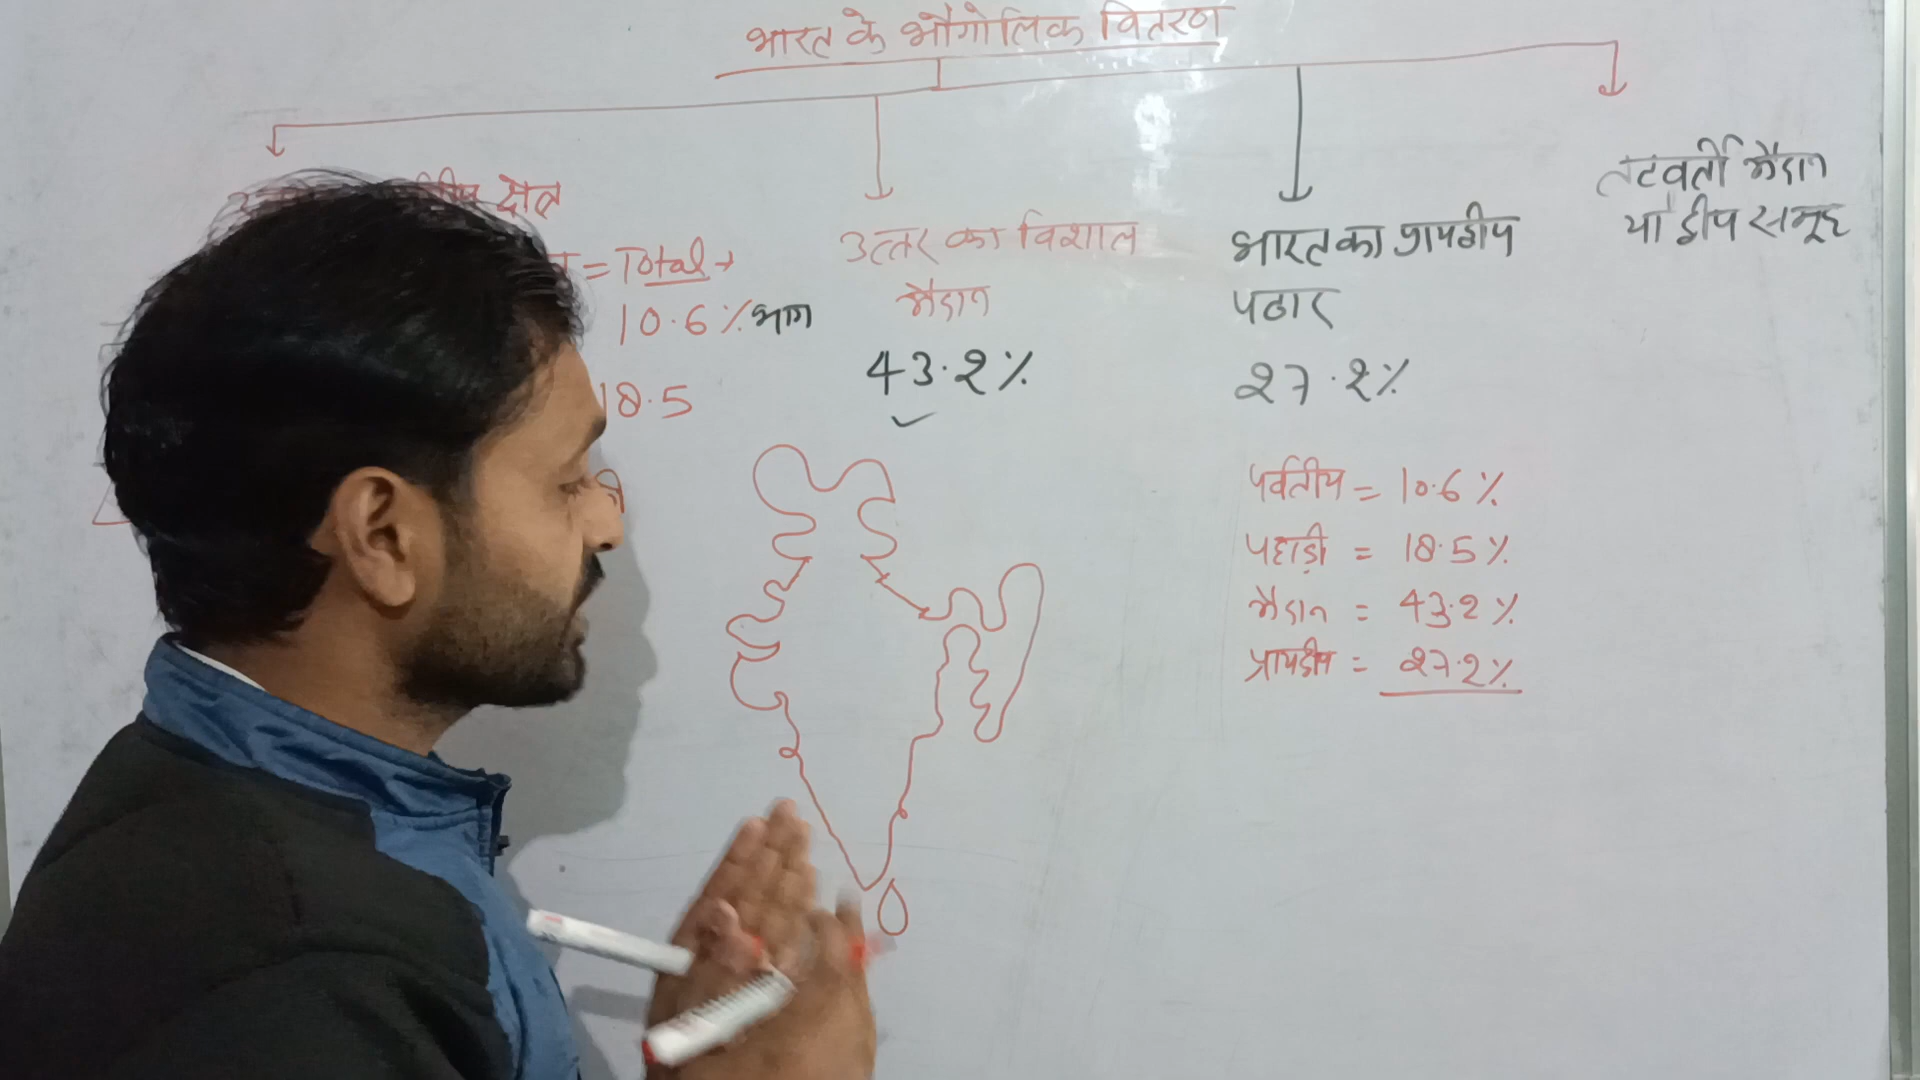 भारत के भौगोलिक वितरण
क्षेत्र
= Total →
10.6% भाग
18.5
उत्तर का विशाल
मैदान
43.2%
भारत का प्रायद्वीप
पठार
27.2%
तटवर्ती मैदान
या द्वीप समूह
पर्वतीय = 10.6%
पहाड़ी = 18.5%
मैदान = 43.2%
प्रायद्वीप = 27.2%